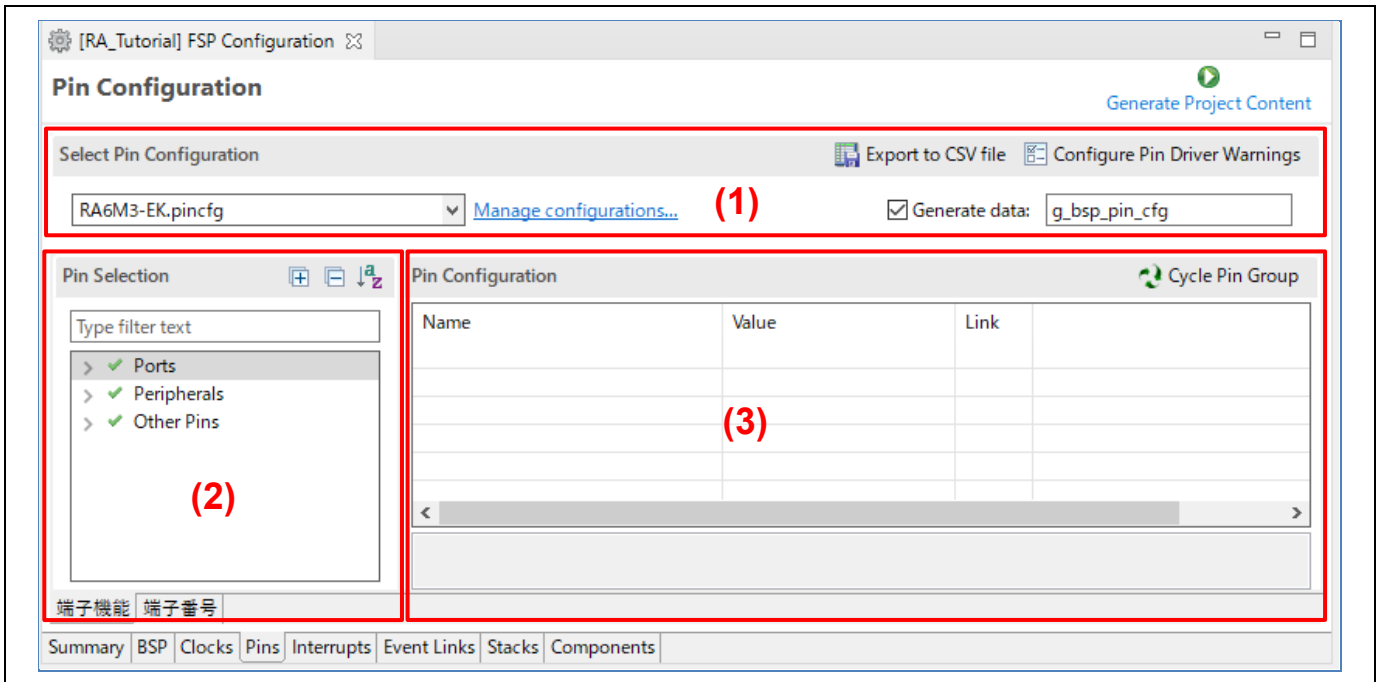 [RA_Tutorial] FSP Configuration
Pin Configuration
Generate Project Content
Select Pin Configuration
Export to CSV file
Configure Pin Driver Warnings
RA6M3-EK.pincfg
Manage configurations...
(1)
Generate data:
g_bsp_pin_cfg
Pin Selection
Pin Configuration
Cycle Pin Group
Type filter text
Name
Value
Link
Ports
Peripherals
Other Pins
(2)
(3)
端子機能
端子番号
Summary
BSP
Clocks
Pins
Interrupts
Event Links
Stacks
Components